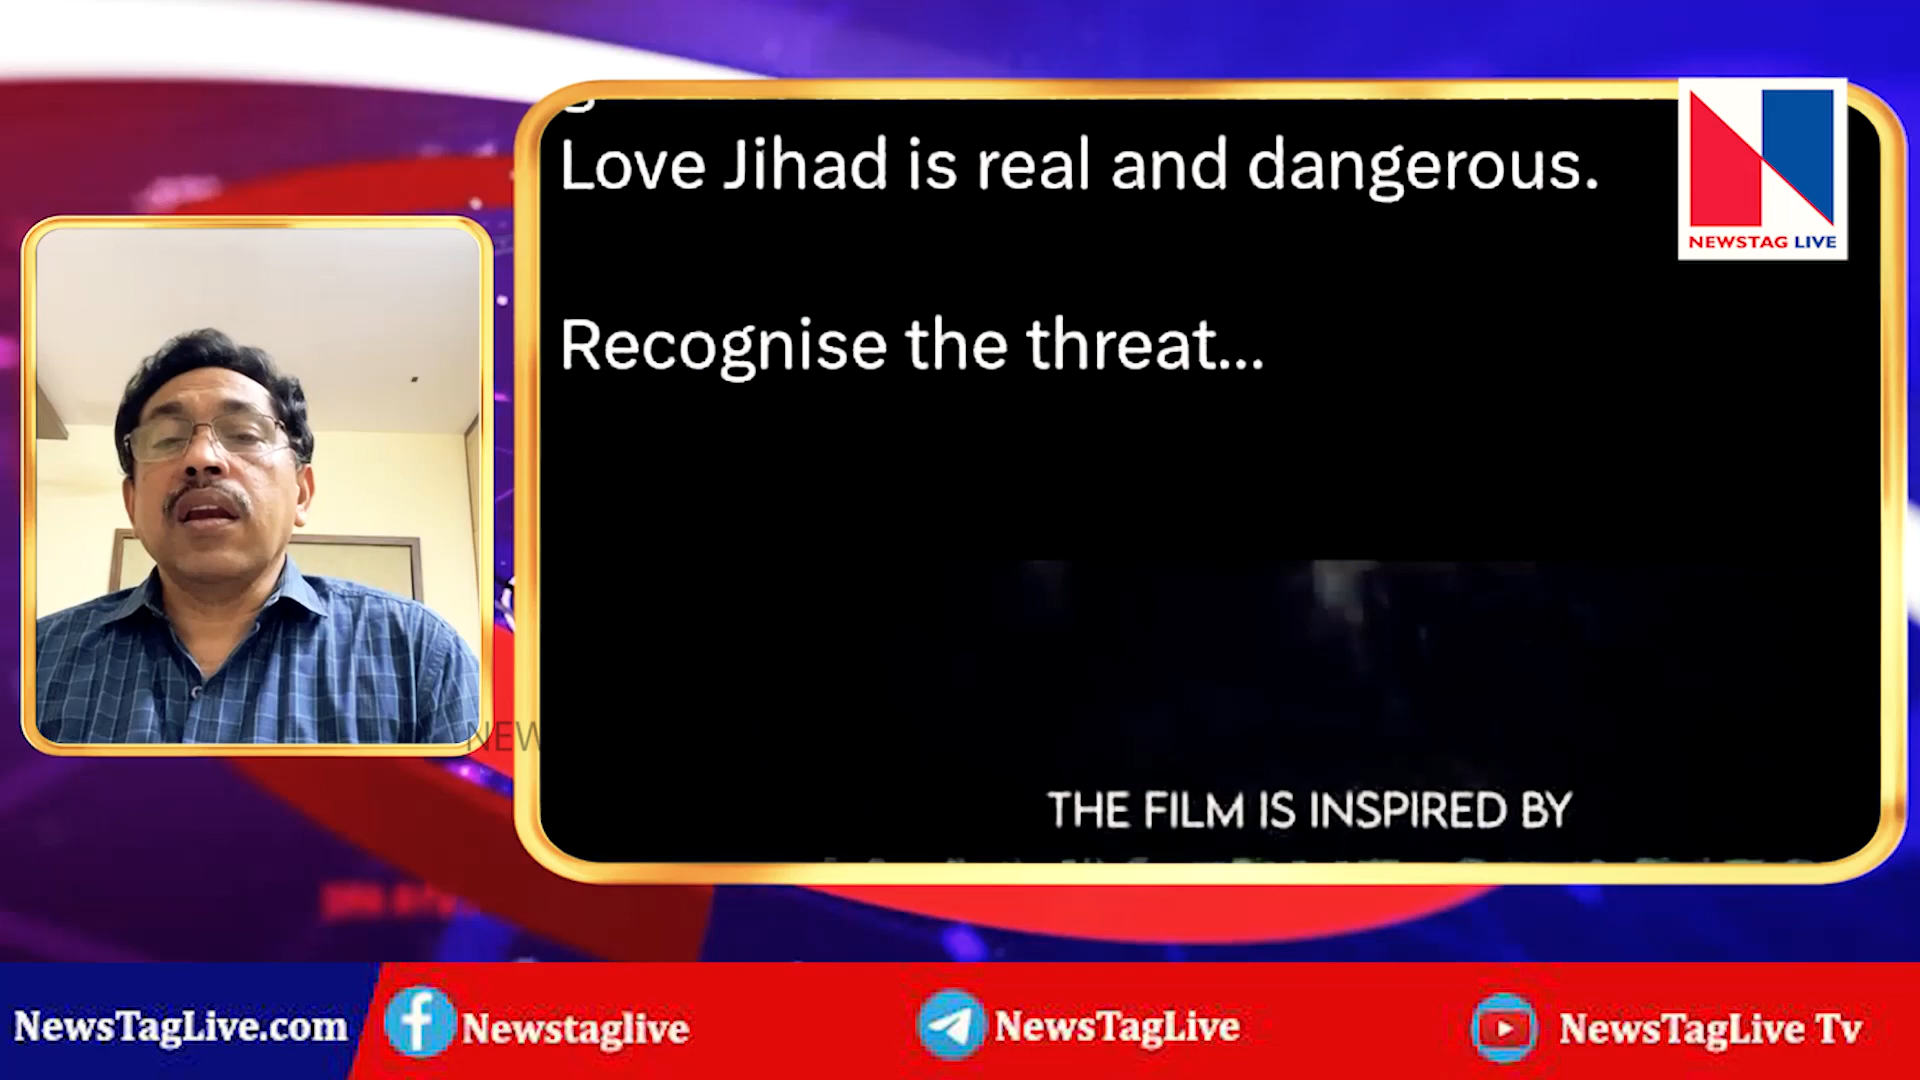 Love Jihad is real and dangerous.
Recognise the threat...
NEWSTAG LIVE
NEW
THE FILM IS INSPIRED BY
NewsTagLive.com
Newstaglive
NewsTagLive
NewsTagLive Tv